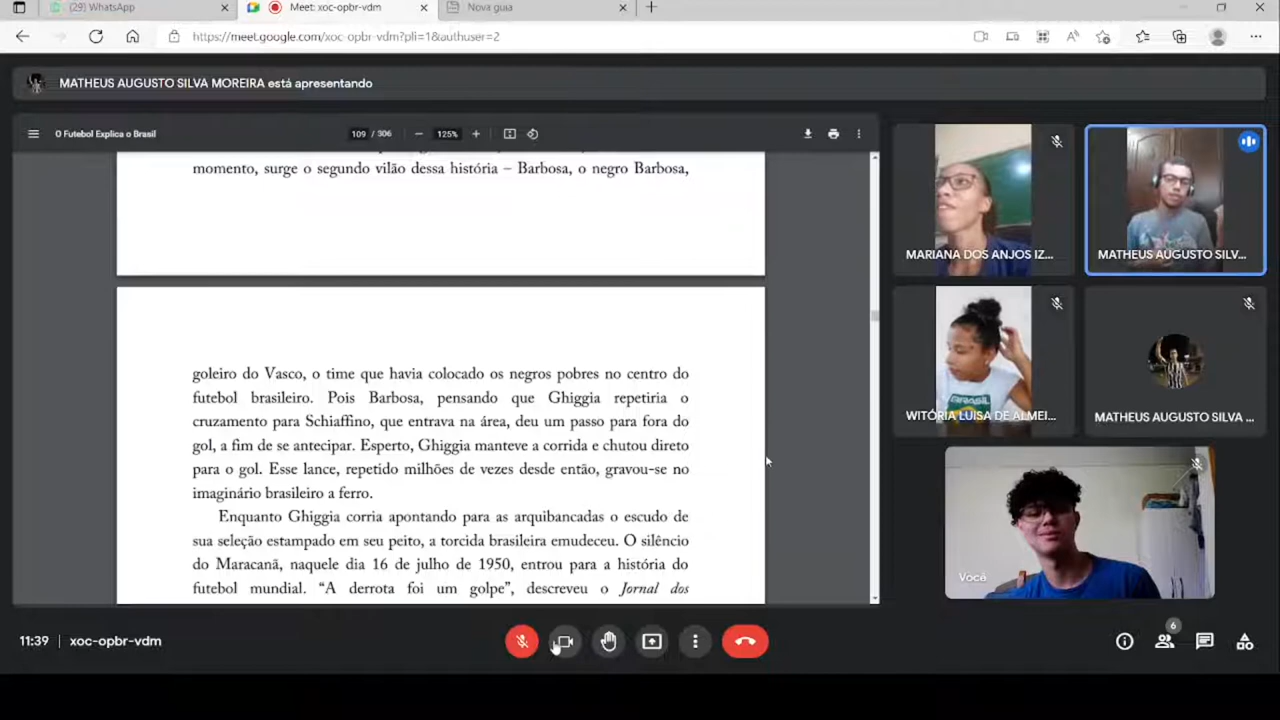 (29) WhatsApp
Meet: xoc-opbr-vdm
Nova guia
https://meet.google.com/xoc-opbr-vdm?pli=1&authuser=2
MATHEUS AUGUSTO SILVA MOREIRA está apresentando
O Futebol Explica o Brasil
109 / 306
125%
momento, surge o segundo vilão dessa história – Barbosa, o negro Barbosa,
goleiro do Vasco, o time que havia colocado os negros pobres no centro do
futebol brasileiro. Pois Barbosa, pensando que Ghiggia repetiria o
cruzamento para Schiaffino, que entrava na área, deu um passo para fora do
gol, a fim de se antecipar. Esperto, Ghiggia manteve a corrida e chutou direto
para o gol. Esse lance, repetido milhões de vezes desde então, gravou-se no
imaginário brasileiro a ferro.
Enquanto Ghiggia corria apontando para as arquibancadas o escudo de
sua seleção estampado em seu peito, a torcida brasileira emudeceu. O silêncio
do Maracanã, naquele dia 16 de julho de 1950, entrou para a história do
futebol mundial. “A derrota foi um golpe”, descreveu o Jornal dos
MARIANA DOS ANJOS IZ...
MATHEUS AUGUSTO SILV...
BRASIL
WITÓRIA LUISA DE ALMEI...
MATHEUS AUGUSTO SILVA ...
Você
11:39
xoc-opbr-vdm
6